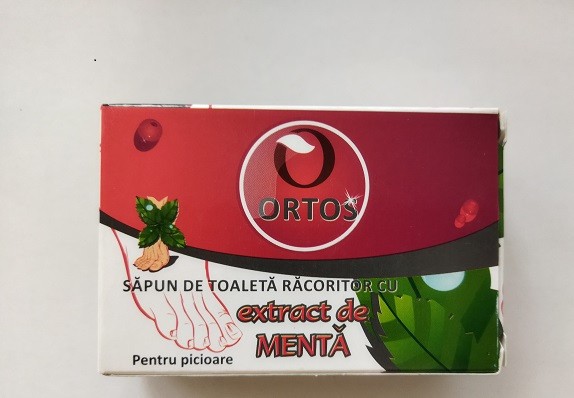 ORTOS
SĂPUN DE TOALETĂ RĂCORITOR CU
extract de
MENTĂ
Pentru picioare